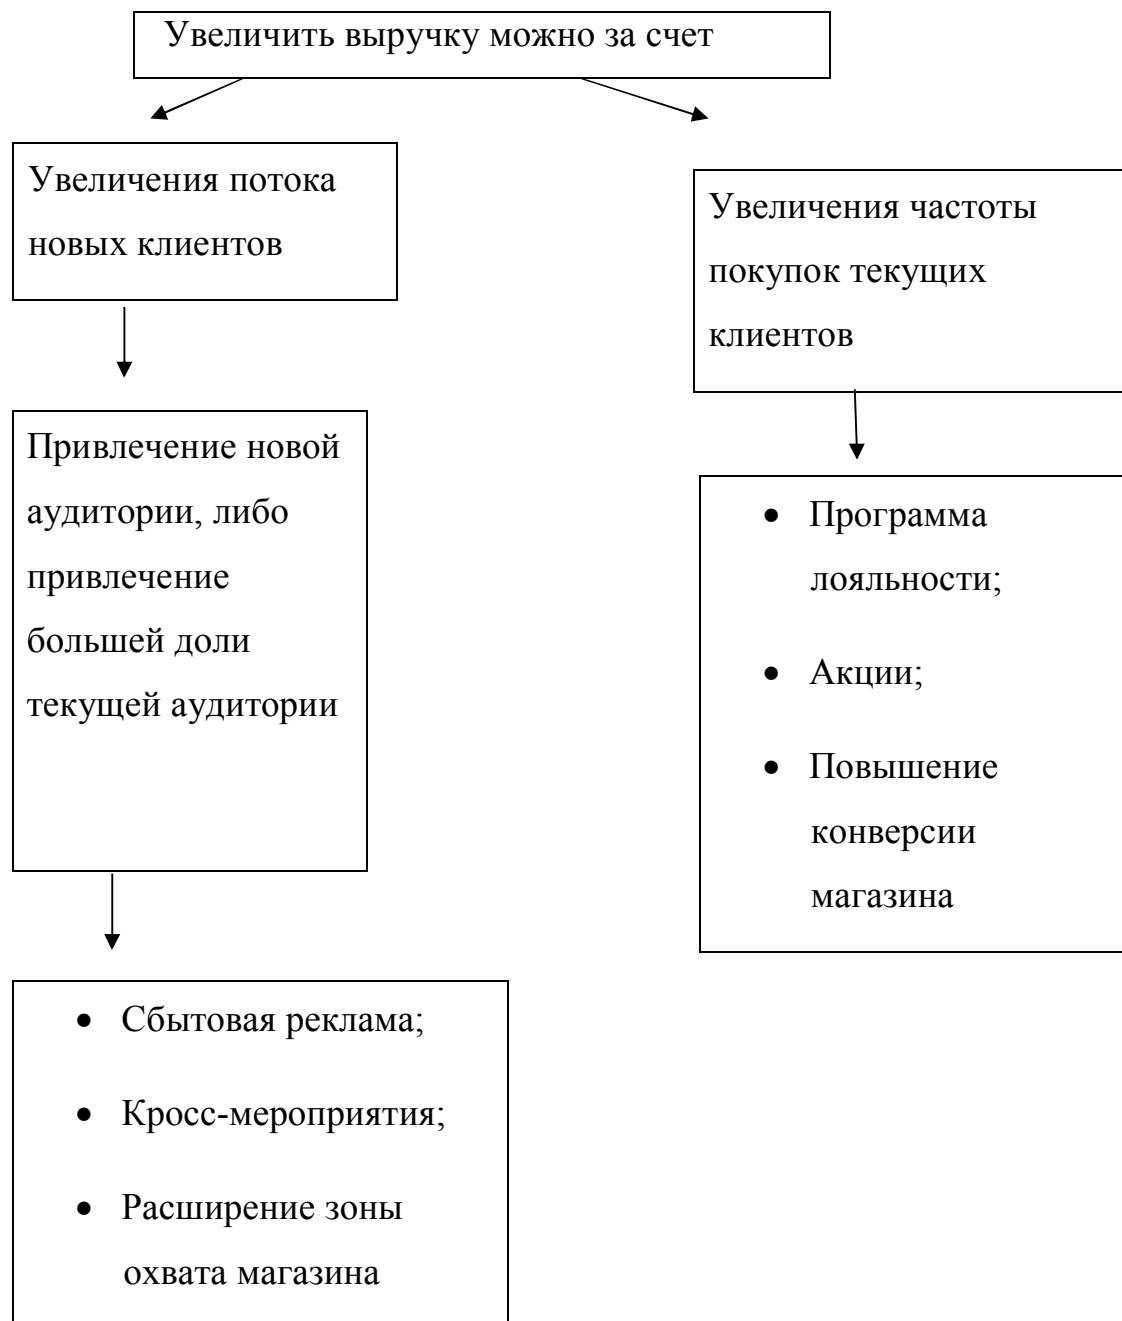 Увеличить выручку можно за счет
Увеличения потока
новых клиентов
Увеличения частоты
покупок текущих
клиентов
Привлечение новой
аудитории, либо
привлечение
большей доли
текущей аудитории
• Программа
лояльности;
• Акции;
• Повышение
конверсии
магазина
• Сбытовая реклама;
• Кросс-мероприятия;
• Расширение зоны
охвата магазина